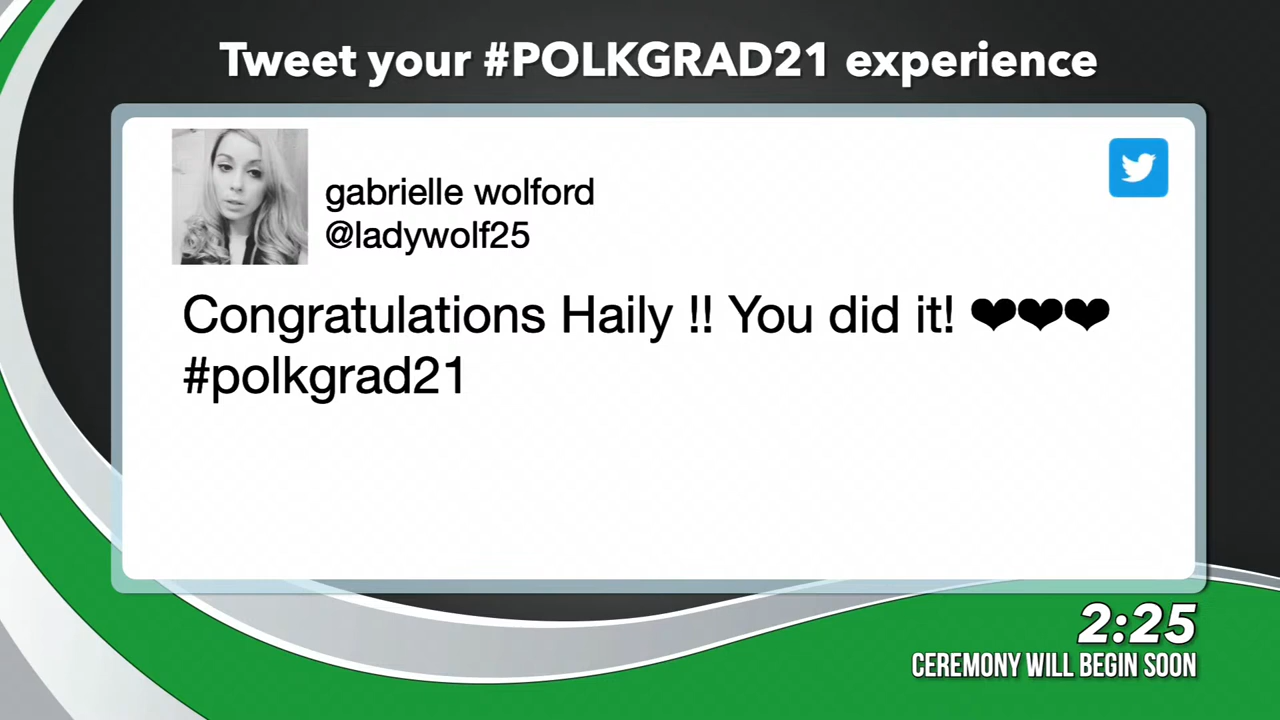 Tweet your #POLKGRAD21 experience
gabrielle wolford
@ladywolf25
Congratulations Haily !! You did it! ❤❤❤
#polkgrad21
2:25
CEREMONY WILL BEGIN SOON